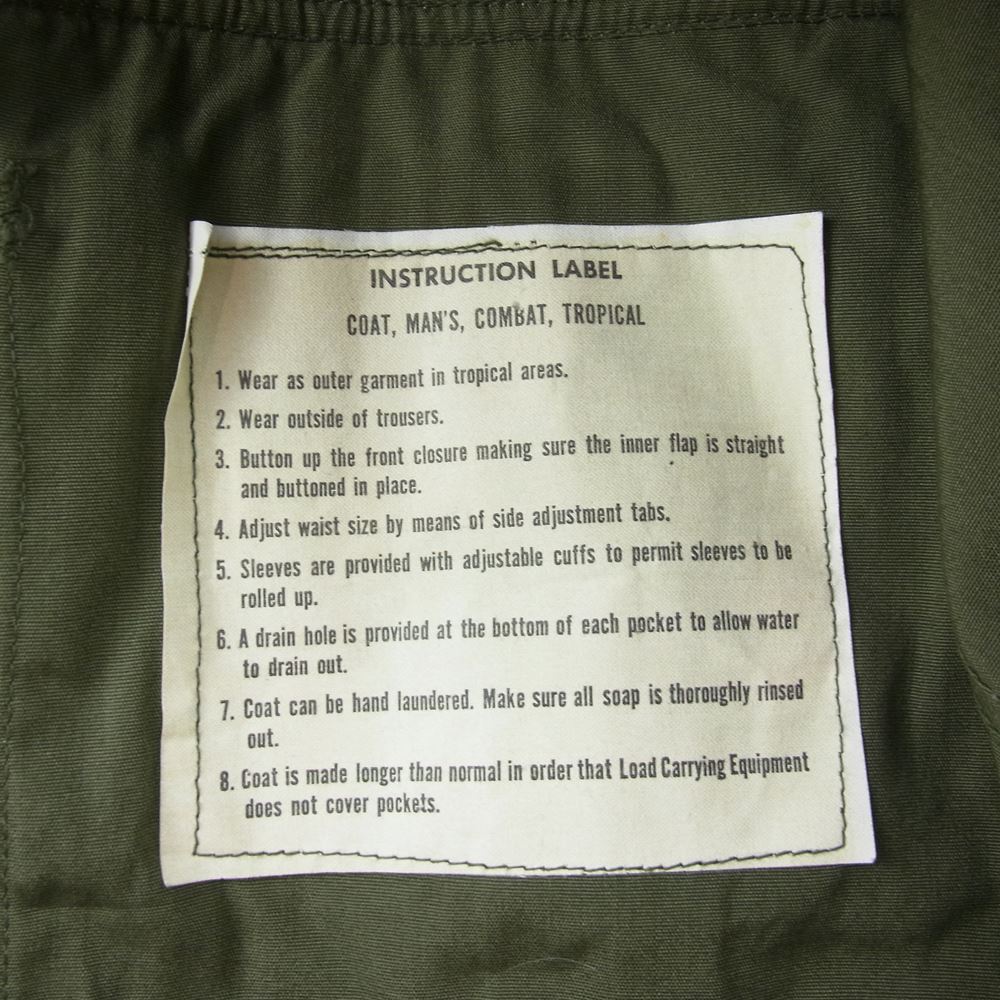 INSTRUCTION LABEL
COAT, MAN'S, COMBAT, TROPICAL
1. Wear as outer garment in tropical areas.
2. Wear outside of trousers.
3. Button up the front closure making sure the inner flap is straight
and buttoned in place.
4. Adjust waist size by means of side adjustment tabs.
5. Sleeves are provided with adjustable cuffs to permit sleeves to be
rolled up.
6. A drain hole is provided at the bottom of each pocket to allow water
to drain out.
7. Coat can be hand laundered. Make sure all soap is thoroughly rinsed
out.
8. Coat is made longer than normal in order that Load Carrying Equipment
does not cover pockets.